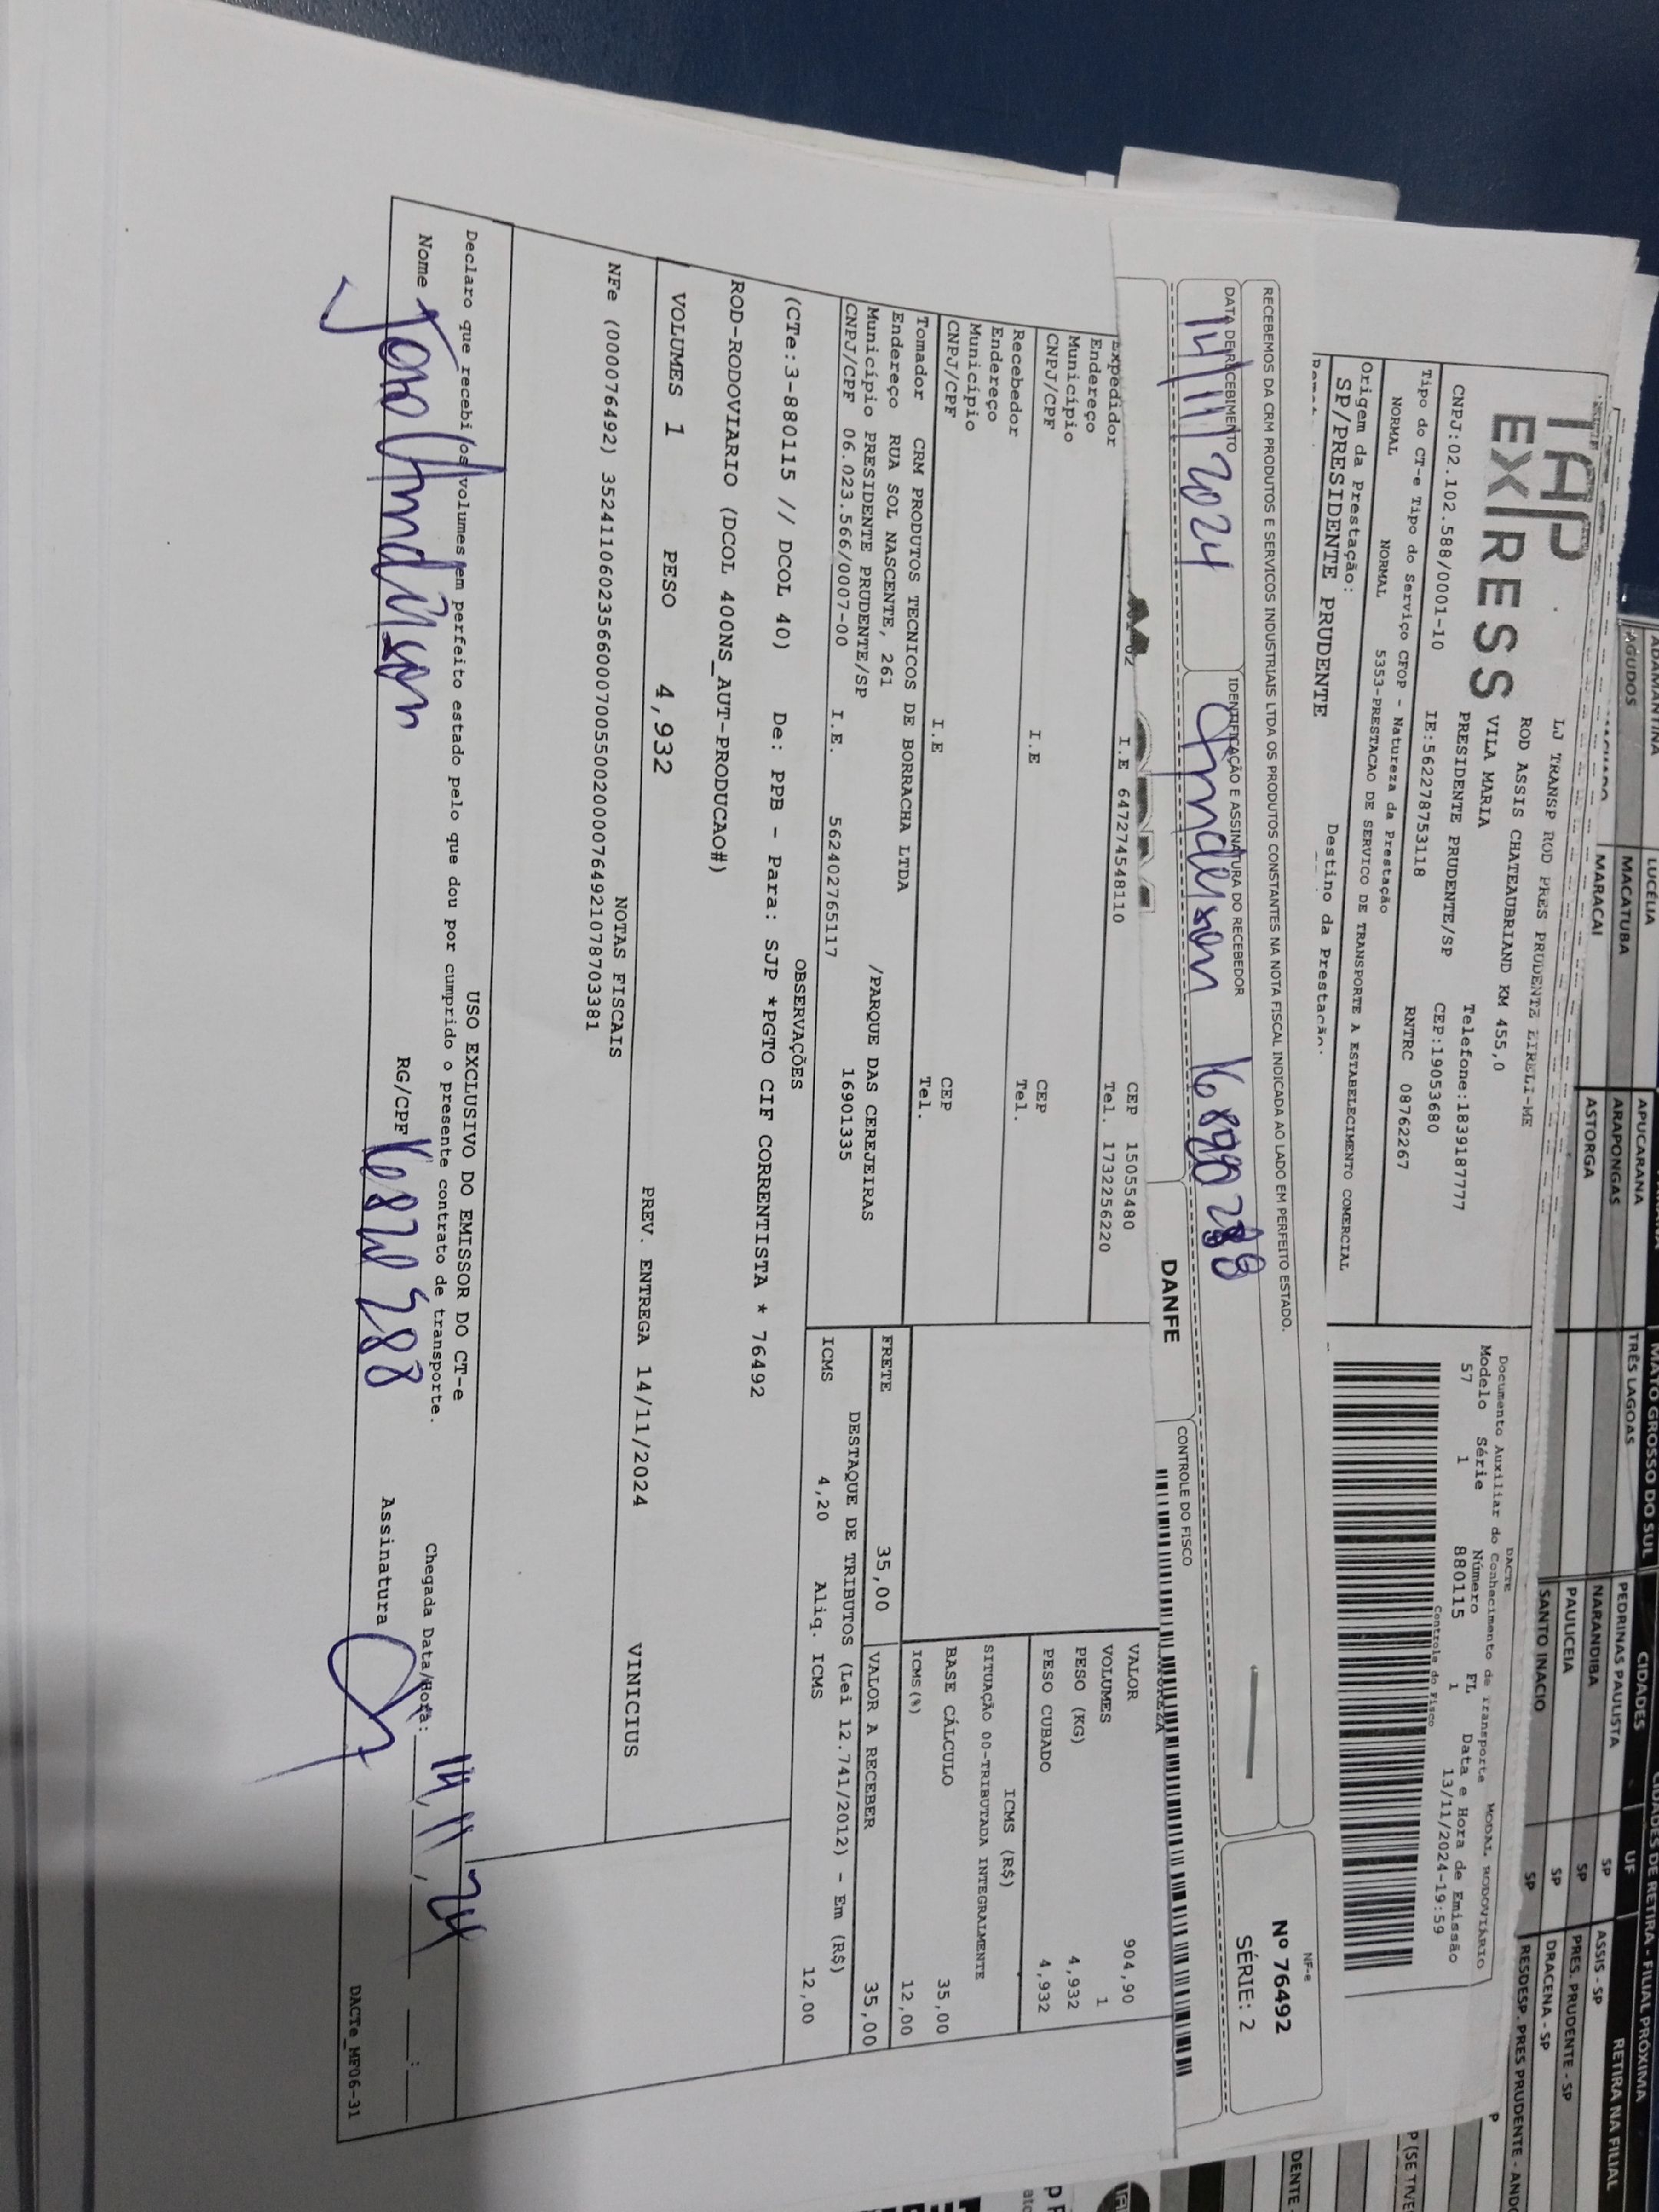 TAP
EXPRESS
LJ TRANSP ROD PRES PRUDENTE EIRELI-ME
ROD ASSIS CHATEAUBRIAND KM 455,0
VILA MARIA
PRESIDENTE PRUDENTE/SP
Telefone:1839187777
CNPJ:02.102.588/0001-10
IE:562278753118
CEP:19053680
Tipo do CT-e Tipo do Serviço CFOP - Natureza da Prestação
RNTRC 08762267
NORMAL NORMAL 5353-PRESTACAO DE SERVICO DE TRANSPORTE A ESTABELECIMENTO COMERCIAL
Origem da Prestação:
SP/PRESIDENTE PRUDENTE
Destino da Prestação:
DACTE
Documento Auxiliar do Conhecimento de Transporte
MODAL RODOVIÁRIO
Modelo Série Número FL Data e Hora de Emissão
57 1 880115 1 13/11/2024-19:59
Controle do Fisco
RECEBEMOS DA CRM PRODUTOS E SERVICOS INDUSTRIAIS LTDA OS PRODUTOS CONSTANTES NA NOTA FISCAL INDICADA AO LADO EM PERFEITO ESTADO.
DATA DE RECEBIMENTO
14/11/2024
IDENTIFICAÇÃO E ASSINATURA DO RECEBEDOR
Anderson
NF-e
Nº 76492
SÉRIE: 2
DANFE
CONTROLE DO FISCO
Expedidor
Endereço
Município
CNPJ/CPF
I.E 647274548110
CEP 15055480
Tel. 1732256220
Recebedor
Endereço
Município
CNPJ/CPF
I.E
CEP
Tel.
I.E
CEP
Tel.
VALOR 904,90
VOLUMES 1
PESO (KG) 4,932
PESO CUBADO 4,932
ICMS (R$)
SITUAÇÃO 00-TRIBUTADA INTEGRALMENTE
BASE CÁLCULO 35,00
ICMS (%) 12,00
Tomador CRM PRODUTOS TECNICOS DE BORRACHA LTDA
Endereço RUA SOL NASCENTE, 261 /PARQUE DAS CEREJEIRAS
Município PRESIDENTE PRUDENTE/SP 16901335
CNPJ/CPF 06.023.566/0007-00 I.E. 562402765117
FRETE 35,00 VALOR A RECEBER 35,00
DESTAQUE DE TRIBUTOS (Lei 12.741/2012) - Em (R$)
ICMS 4,20 Aliq. ICMS 12,00
OBSERVAÇÕES
(CTe:3-880115 // DCOL 40) De: PPB - Para: SJP *PGTO CIF CORRENTISTA * 76492
ROD-RODOVIARIO (DCOL 400NS_AUT-PRODUCAO#)
VOLUMES 1 PESO 4,932 PREV. ENTREGA 14/11/2024 VINICIUS
NOTAS FISCAIS
NFe (000076492) 35241106023566000700550020000764921078703381
USO EXCLUSIVO DO EMISSOR DO CT-e
Declaro que recebi os volumes em perfeito estado pelo que dou por cumprido o presente contrato de transporte.
Chegada Data/Hora: 14/11/24
Nome
RG/CPF
Assinatura
DACTe_MF06-31
ADAMANTINA
AGUDOS
LUCÉLIA
MACATUBA
MARACAI
APUCARANA
ARAPONGAS
ASTORGA
MATO GROSSO DO SUL
TRÊS LAGOAS
CIDADES
UF
PEDRINAS PAULISTA SP
NARANDIBA SP
PAULICEIA SP
SANTO INACIO SP
CIDADES DE RETIRA - FILIAL PRÓXIMA
RETIRA NA FILIAL
ASSIS - SP
PRES. PRUDENTE - SP
DRACENA - SP